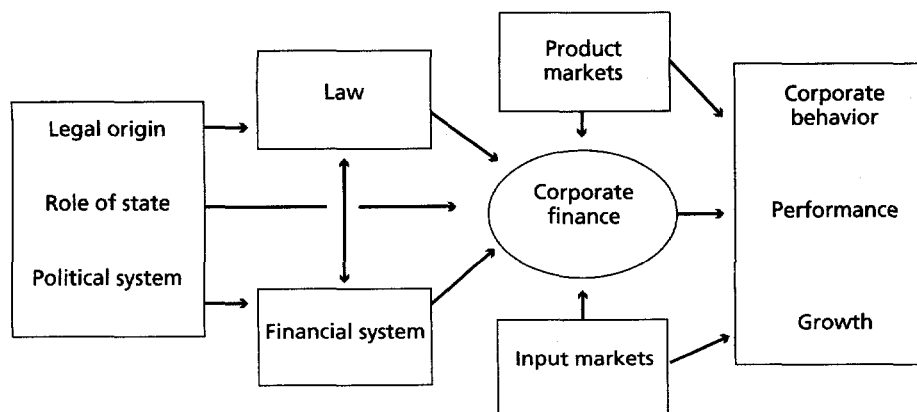 Legal origin
Role of state
Political system
Law
Financial system
Product
markets
Corporate
finance
Input markets
Corporate
behavior
Performance
Growth